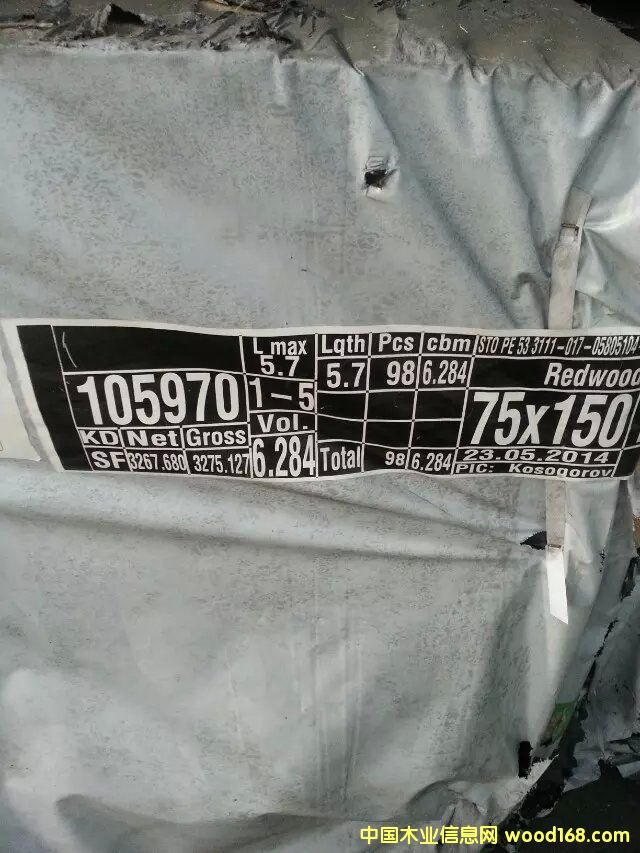 L max Lqth Pcs cbm STO PE 53 3111-017-05805104
5.7 5.7 98 6.284 Redwood
105970 1-5 75x150
KD Net Gross Vol.
SF 3267.680 3275.127 6.284 Total 98 6.284 23.05.2014
PIC: Kosogorov
中国木业信息网 wood168.com